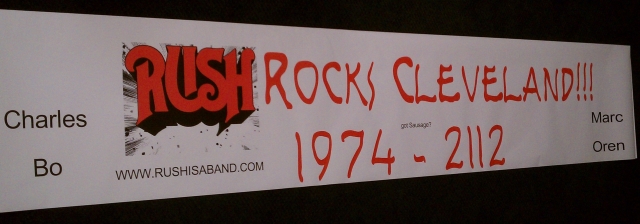 Charles
Bo
RUSH
WWW.RUSHISABAND.COM
ROCKS CLEVELAND!!!
got Sausage?
1974 - 2112
Marc
Oren